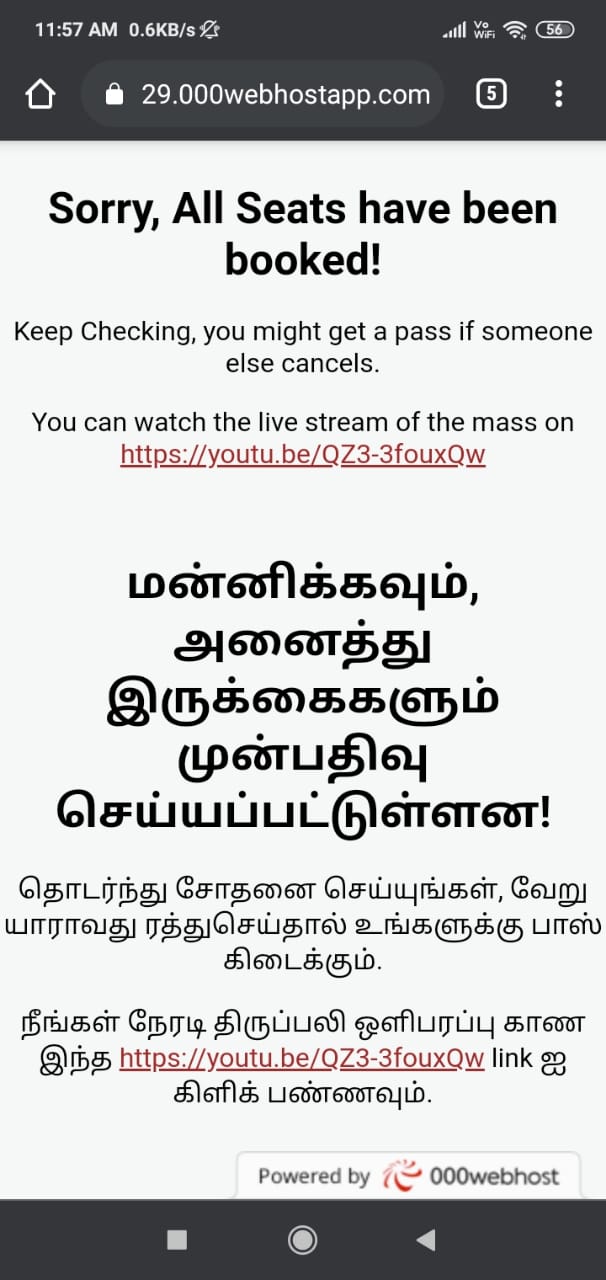 11:57 AM 0.6KB/s
Vo
WiFi
56
29.000webhostapp.com
5
Sorry, All Seats have been
booked!
Keep Checking, you might get a pass if someone
else cancels.
You can watch the live stream of the mass on
https://youtu.be/QZ3-3fouxQw
மன்னிக்கவும்,
அனைத்து
இருக்கைகளும்
முன்பதிவு
செய்யப்பட்டுள்ளன!
தொடர்ந்து சோதனை செய்யுங்கள், வேறு
யாராவது ரத்துசெய்தால் உங்களுக்கு பாஸ்
கிடைக்கும்.
நீங்கள் நேரடி திருப்பலி ஒளிபரப்பு காண
இந்த https://youtu.be/QZ3-3fouxQw link ஐ
கிளிக் பண்ணவும்.
Powered by 000webhost